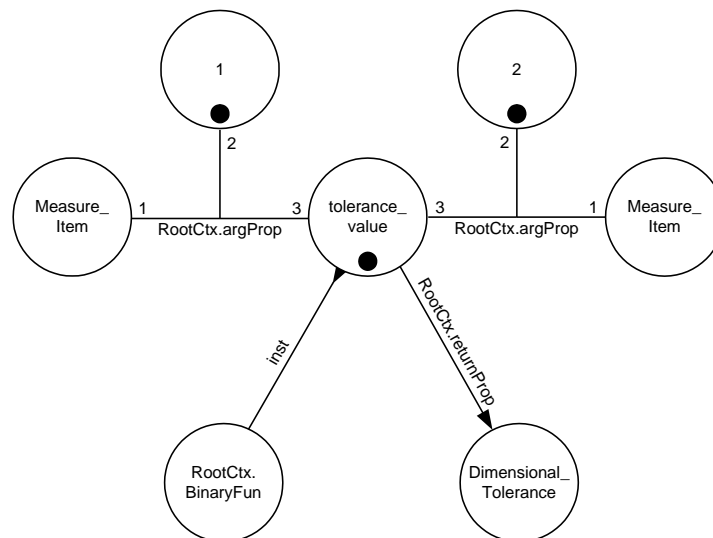 1
2
2
2
Measure_
Item
1
3
RootCtx.argProp
tolerance_
value
3
1
RootCtx.argProp
Measure_
Item
inst
RootCtx.returnProp
RootCtx.
BinaryFun
Dimensional_
Tolerance